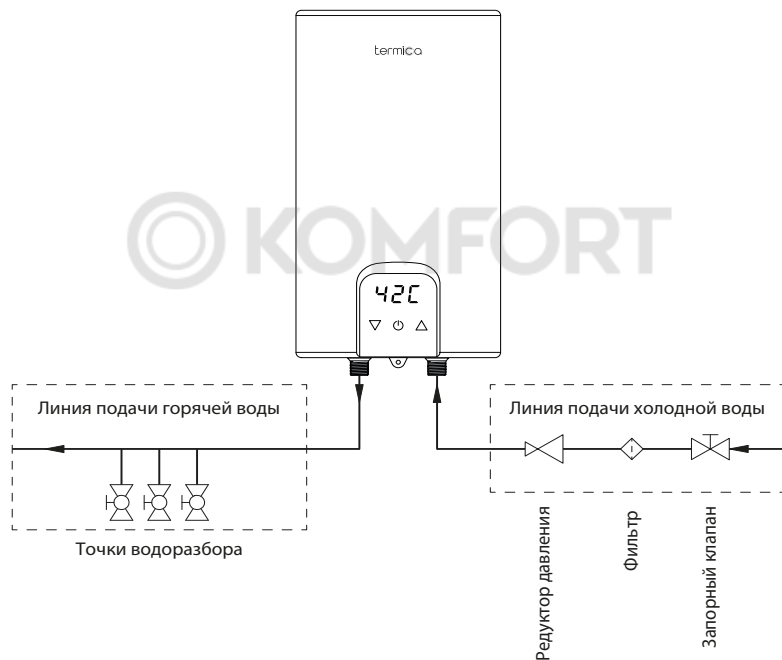 termica
KOMFORT
42C
Линия подачи горячей воды
Линия подачи холодной воды
Точки водоразбора
Редуктор давления
Фильтр
Запорный клапан